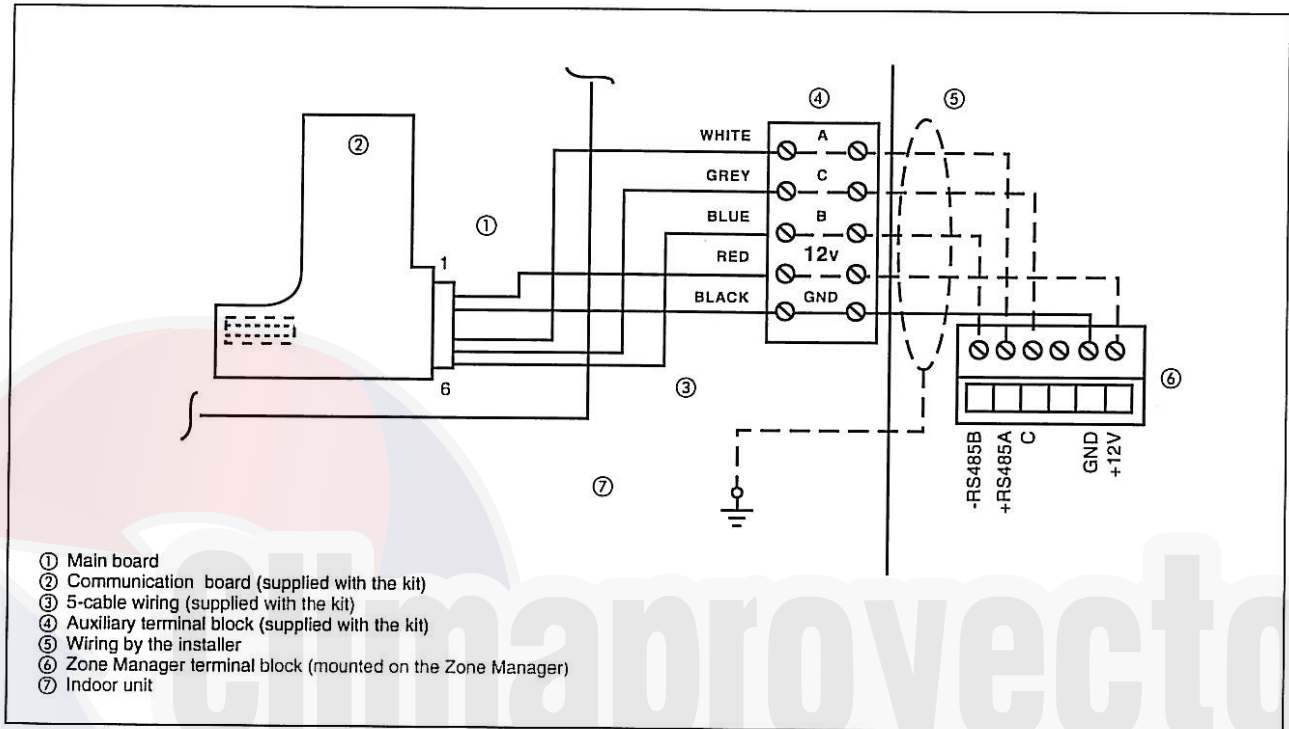 ④
⑤
②
WHITE
A
GREY
C
①
BLUE
B
RED
12v
1
BLACK
GND
6
③
⑥
⑦
-RS485B
+RS485A
C
GND
+12V
① Main board
② Communication board (supplied with the kit)
③ 5-cable wiring (supplied with the kit)
④ Auxiliary terminal block (supplied with the kit)
⑤ Wiring by the installer
⑥ Zone Manager terminal block (mounted on the Zone Manager)
⑦ Indoor unit
Climaproyecto